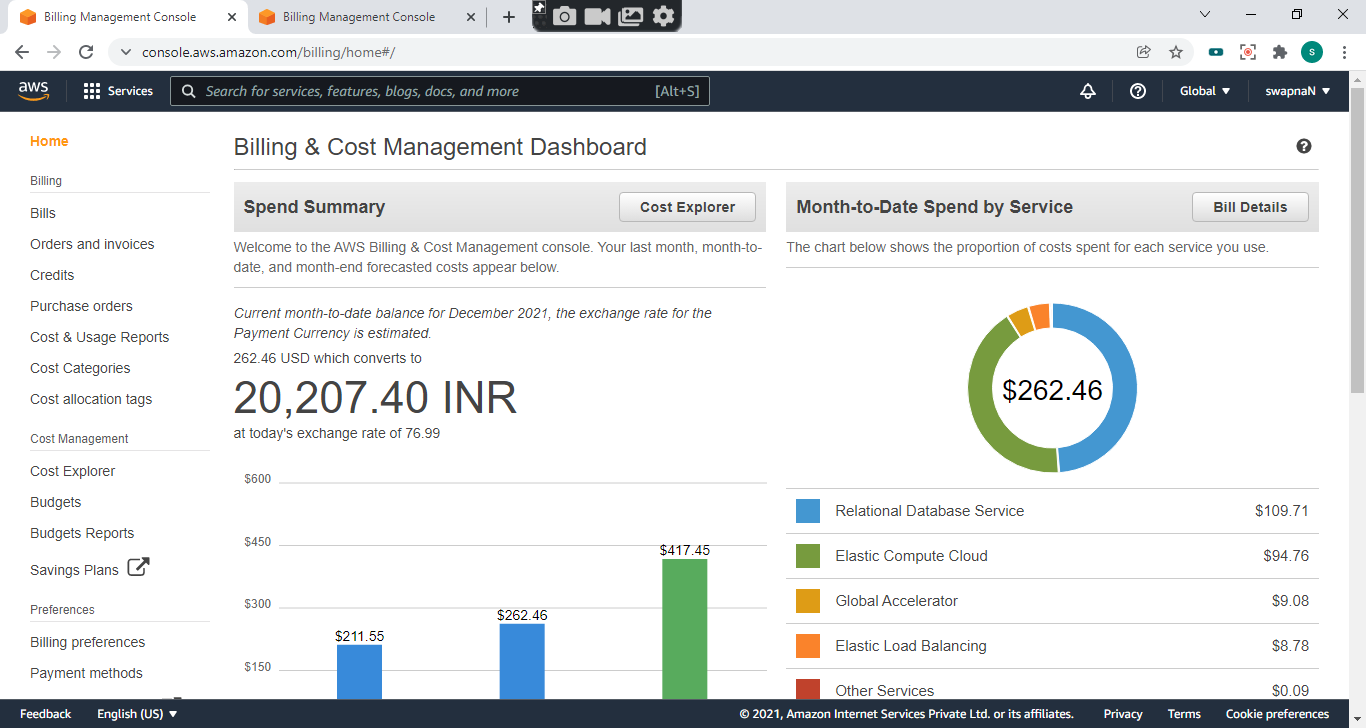 Billing Management Console
Billing Management Console
console.aws.amazon.com/billing/home#/
S
aws
Services
Search for services, features, blogs, docs, and more
[Alt+S]
Global
swapnaN
Home
Billing
Bills
Orders and invoices
Credits
Purchase orders
Cost & Usage Reports
Cost Categories
Cost allocation tags
Cost Management
Cost Explorer
Budgets
Budgets Reports
Savings Plans
Preferences
Billing preferences
Payment methods
Billing & Cost Management Dashboard
Spend Summary
Cost Explorer
Welcome to the AWS Billing & Cost Management console. Your last month, month-to-
date, and month-end forecasted costs appear below.
Current month-to-date balance for December 2021, the exchange rate for the
Payment Currency is estimated.
262.46 USD which converts to
20,207.40 INR
at today's exchange rate of 76.99
$600
$450
$300
$150
$211.55
$262.46
$417.45
Month-to-Date Spend by Service
Bill Details
The chart below shows the proportion of costs spent for each service you use.
$262.46
Relational Database Service $109.71
Elastic Compute Cloud $94.76
Global Accelerator $9.08
Elastic Load Balancing $8.78
Other Services $0.09
Feedback
English (US)
© 2021, Amazon Internet Services Private Ltd. or its affiliates.
Privacy
Terms
Cookie preferences